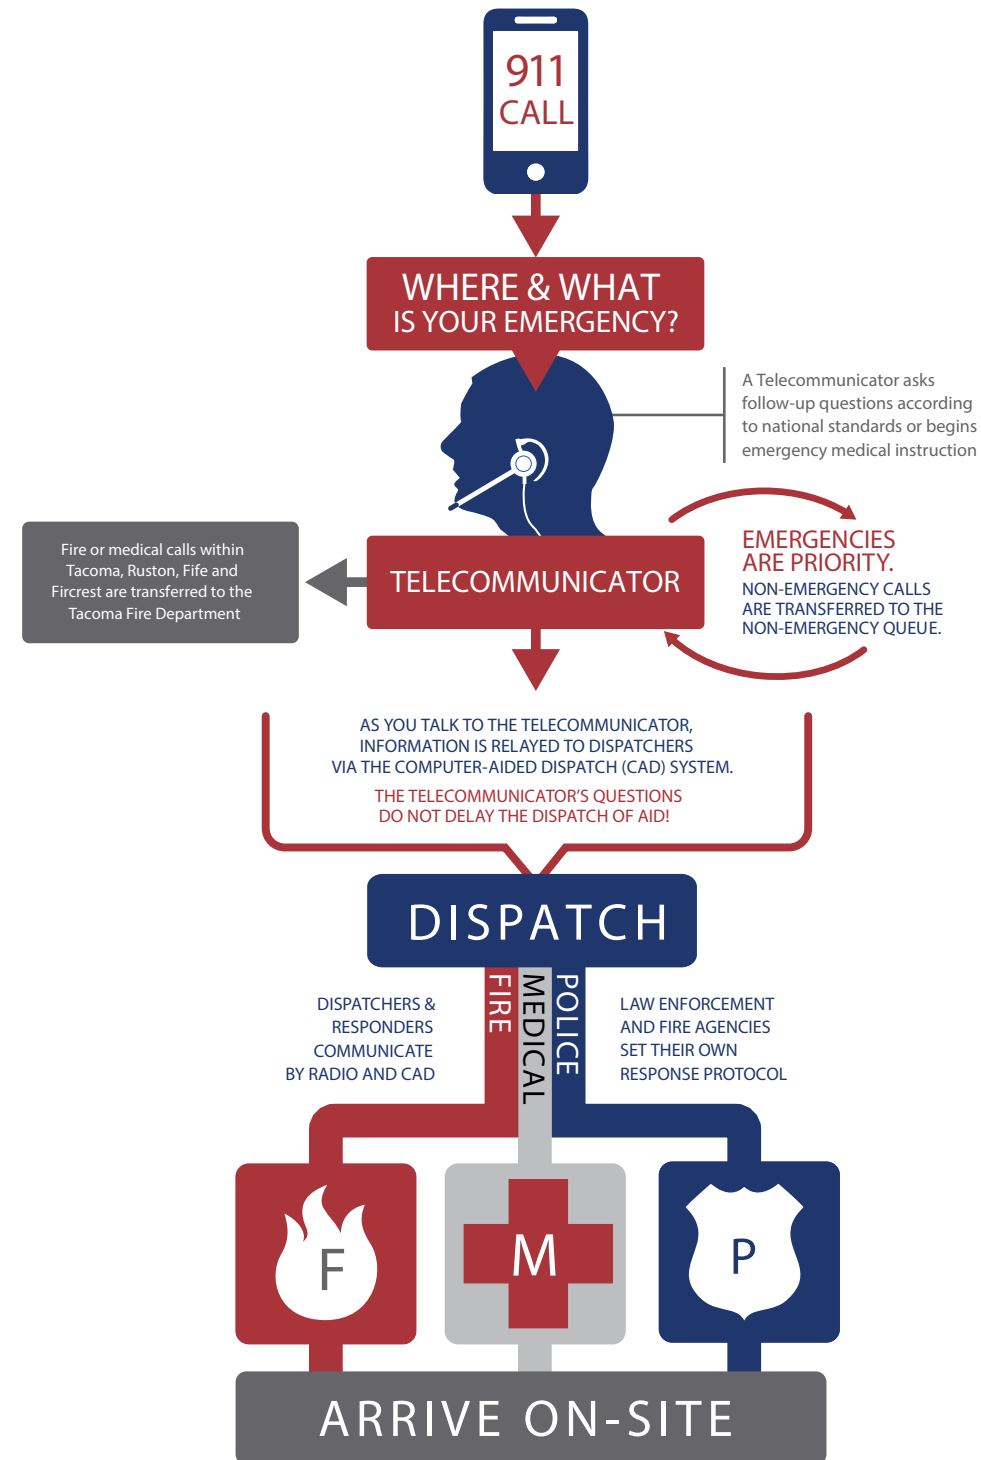 911
CALL
WHERE & WHAT
IS YOUR EMERGENCY?
A Telecommunicator asks
follow-up questions according
to national standards or begins
emergency medical instruction
EMERGENCIES
ARE PRIORITY.
NON-EMERGENCY CALLS
ARE TRANSFERRED TO THE
NON-EMERGENCY QUEUE.
Fire or medical calls within
Tacoma, Ruston, Fife and
Fircrest are transferred to the
Tacoma Fire Department
TELECOMMUNICATOR
AS YOU TALK TO THE TELECOMMUNICATOR,
INFORMATION IS RELAYED TO DISPATCHERS
VIA THE COMPUTER-AIDED DISPATCH (CAD) SYSTEM.
THE TELECOMMUNICATOR'S QUESTIONS
DO NOT DELAY THE DISPATCH OF AID!
DISPATCH
FIRE
MEDICAL
POLICE
DISPATCHERS &
RESPONDERS
COMMUNICATE
BY RADIO AND CAD
LAW ENFORCEMENT
AND FIRE AGENCIES
SET THEIR OWN
RESPONSE PROTOCOL
F
M
P
ARRIVE ON-SITE